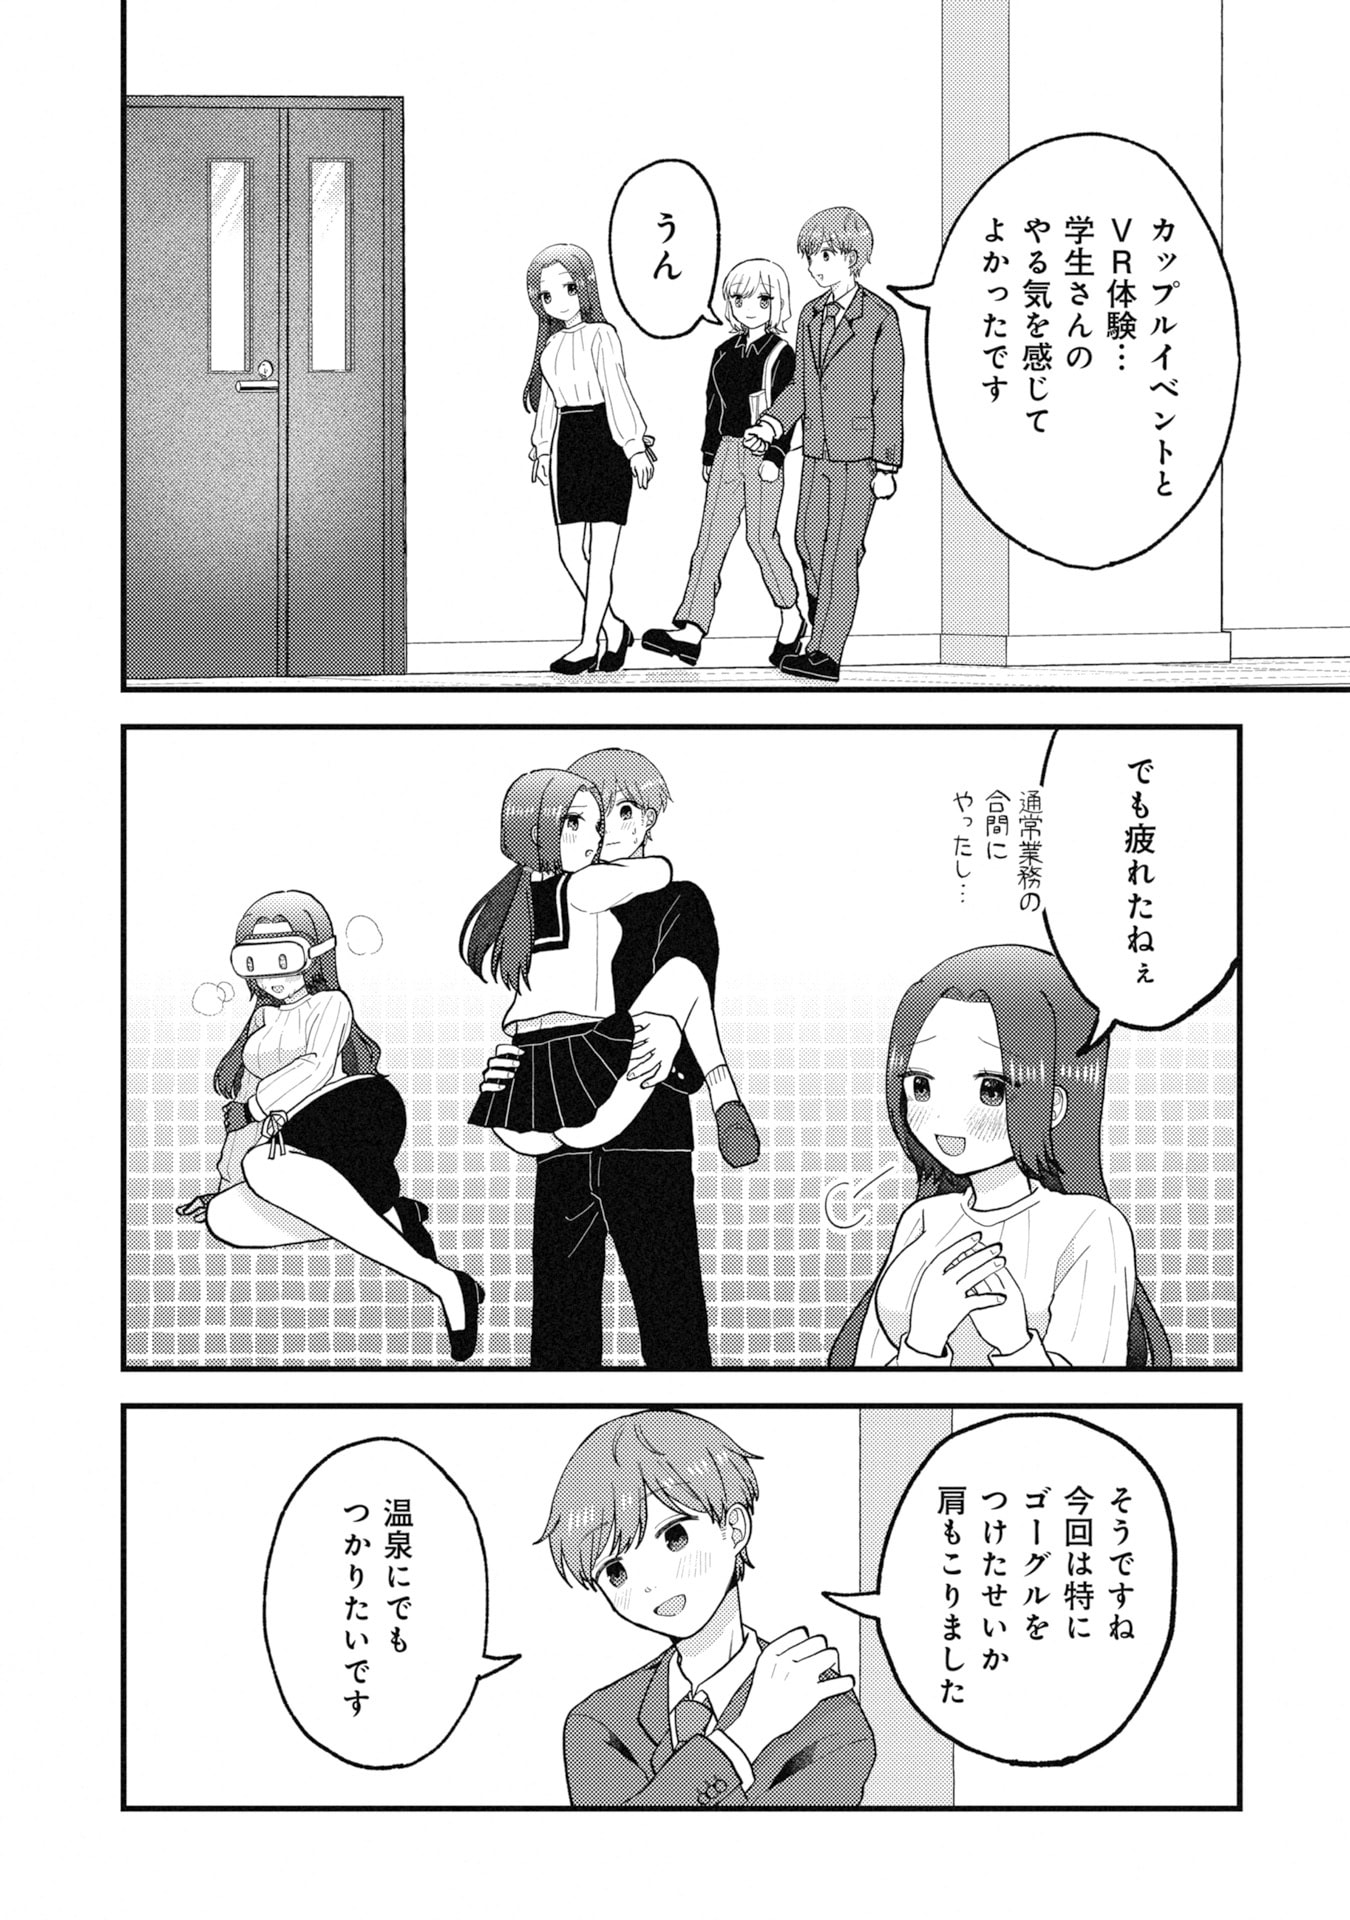 カップルイベントと
ＶＲ体験…
学生さんの
やる気を感じて
よかったです
うん
でも疲れたねぇ
通常業務の
合間に
やったし…
そうですね
今回は特に
ゴーグルを
つけたせいか
肩もこりました
温泉にでも
つかりたいです